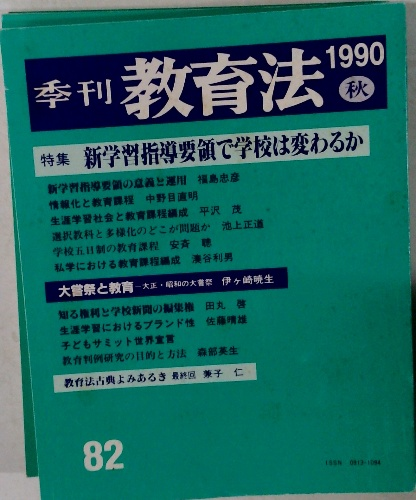 季刊 教育法 1990 秋
特集 新学習指導要領で学校は変わるか
新学習指導要領の意義と運用 福島忠彦
情報化と教育課程 中野目直明
生涯学習社会と教育課程編成 平沢 茂
選択教科と多様化のどこが問題か 池上正道
学校五日制の教育課程 安斉 聰
私学における教育課程編成 湊谷利男
大嘗祭と教育 ―大正・昭和の大嘗祭 伊ヶ崎暁生
知る権利と学校新聞の編集権 田丸 啓
生涯学習におけるブランド性 佐藤晴雄
子どもサミット世界宣言
教育判例研究の目的と方法 森部英生
教育法古典よみあるき 最終回 兼子 仁
82